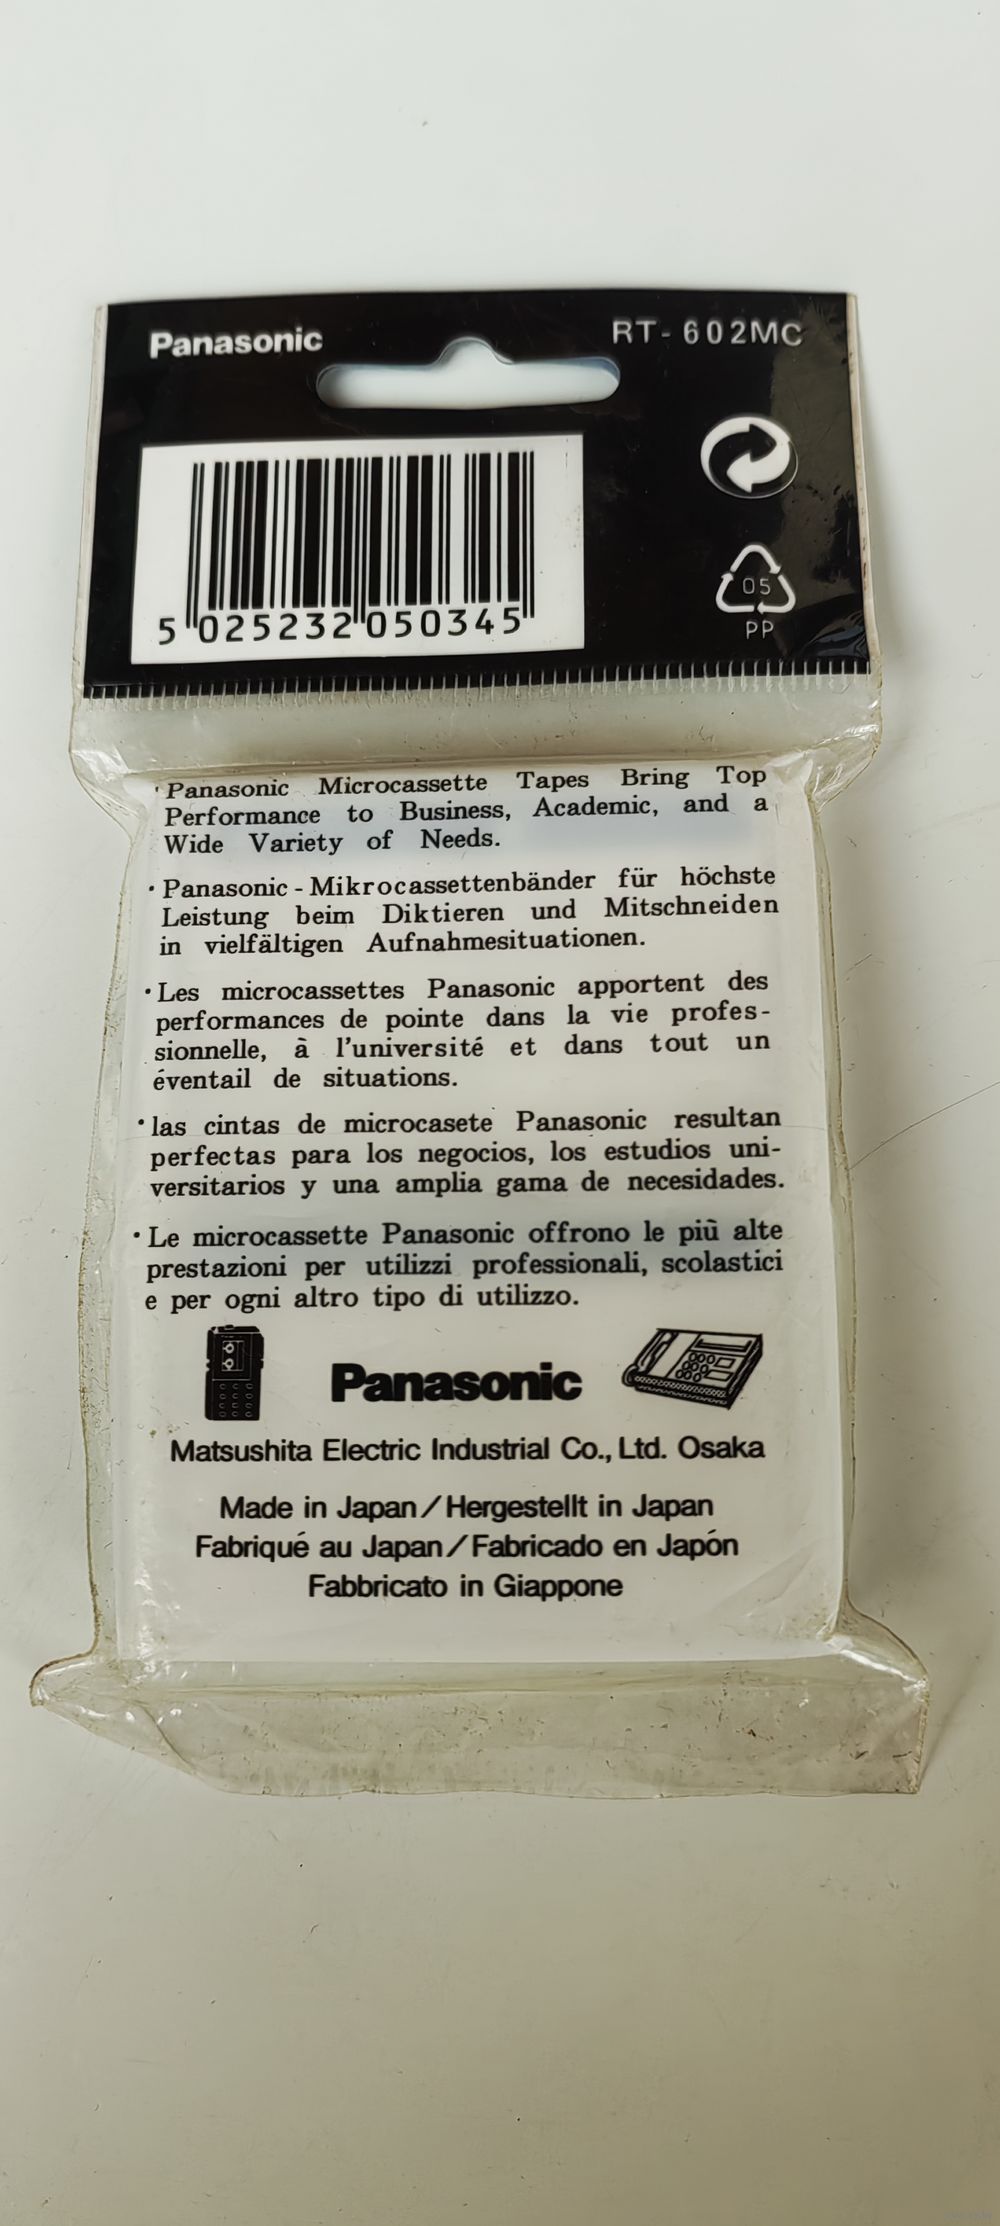 Panasonic
RT-602MC
5 025232 050345
05
PP
· Panasonic Microcassette Tapes Bring Top
Performance to Business, Academic, and a
Wide Variety of Needs.
· Panasonic-Mikrocassettenbänder für höchste
Leistung beim Diktieren und Mitschneiden
in vielfältigen Aufnahmesituationen.
· Les microcassettes Panasonic apportent des
performances de pointe dans la vie profes-
sionnelle, à l'université et dans tout un
éventail de situations.
· las cintas de microcasete Panasonic resultan
perfectas para los negocios, los estudios uni-
versitarios y una amplia gama de necesidades.
· Le microcassette Panasonic offrono le più alte
prestazioni per utilizzi professionali, scolastici
e per ogni altro tipo di utilizzo.
Panasonic
Matsushita Electric Industrial Co., Ltd. Osaka
Made in Japan/Hergestellt in Japan
Fabriqué au Japan/Fabricado en Japón
Fabbricato in Giappone